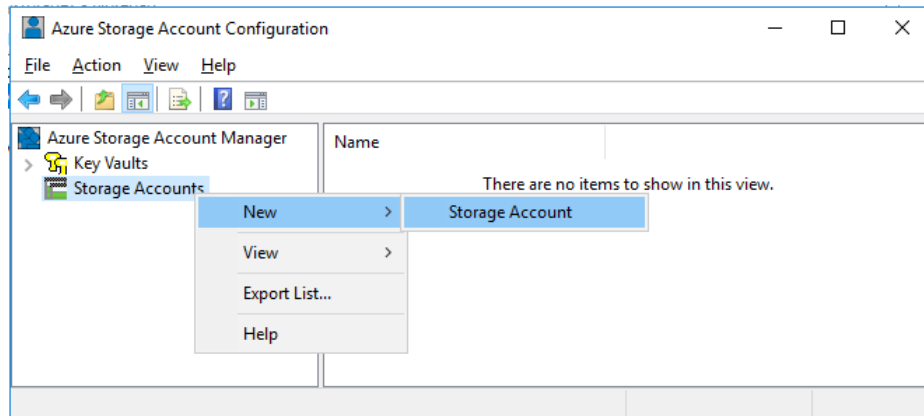 Azure Storage Account Configuration
File Action View Help
Azure Storage Account Manager
Key Vaults
Storage Accounts
Name
There are no items to show in this view.
New
Storage Account
View
Export List...
Help